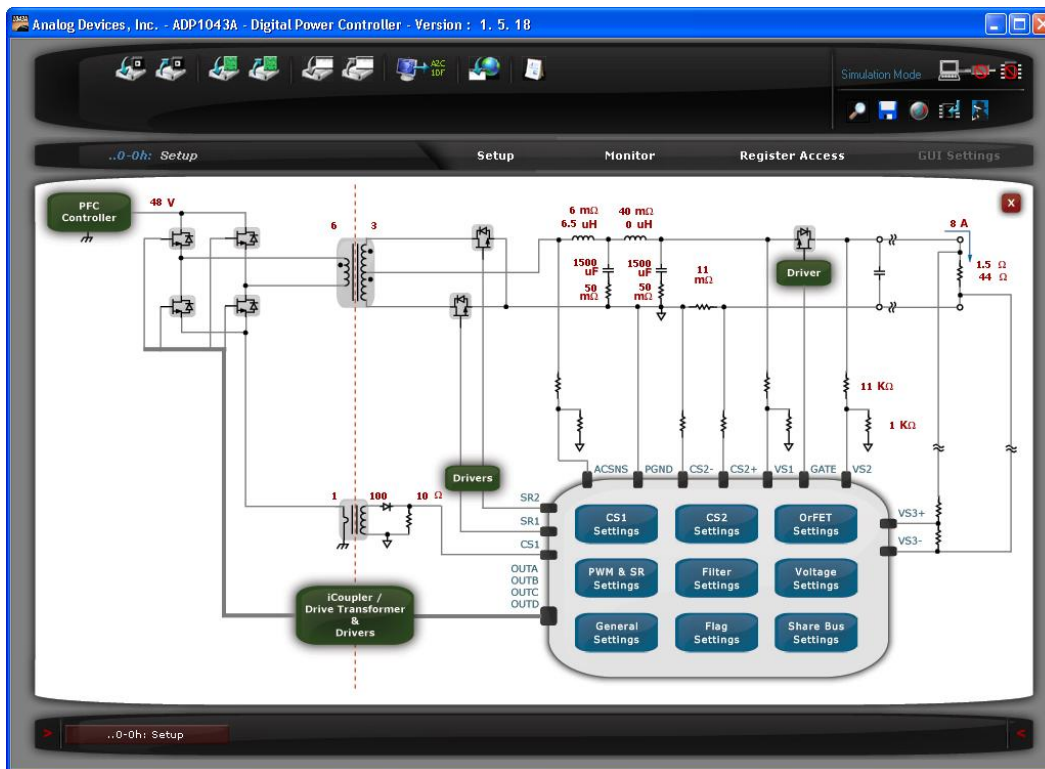 Analog Devices, Inc. - ADP1043A - Digital Power Controller - Version : 1. 5. 18
A2C
1DF
Simulation Mode
..0-0h: Setup
Setup
Monitor
Register Access
GUI Settings
PFC
Controller
48 V
6 3
6 mΩ
6.5 uH
40 mΩ
0 uH
1500
uF
50
mΩ
1500
uF
50
mΩ
11
mΩ
Driver
8 A
1.5 Ω
44 Ω
11 KΩ
1 KΩ
Drivers
1 100
10 Ω
ACSNS
PGND
CS2-
CS2+
VS1
GATE
VS2
SR2
SR1
CS1
OUTA
OUTB
OUTC
OUTD
VS3+
VS3-
CS1
Settings
CS2
Settings
OrFET
Settings
PWM & SR
Settings
Filter
Settings
Voltage
Settings
General
Settings
Flag
Settings
Share Bus
Settings
iCoupler /
Drive Transformer
&
Drivers
..0-0h: Setup